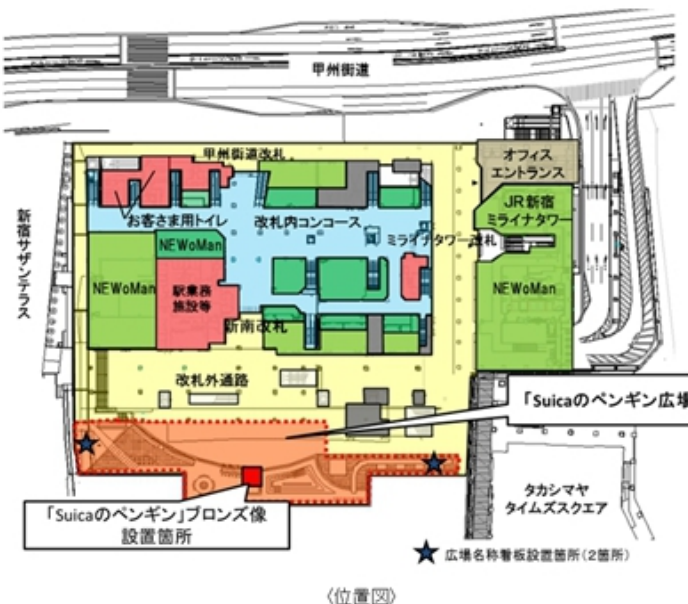 甲州街道
甲州街道改札
オフィス
エントランス
新宿サザンテラス
お客さま用トイレ
改札内コンコース
JR新宿
ミライナタワー
ミライナタワー改札
NEWoMan
NEWoMan
駅業務
施設等
NEWoMan
新南改札
改札外通路
「Suicaのペンギン広場
「Suicaのペンギン」ブロンズ像
設置箇所
タカシマヤ
タイムズスクエア
★広場名称看板設置箇所(2箇所)
〈位置図〉